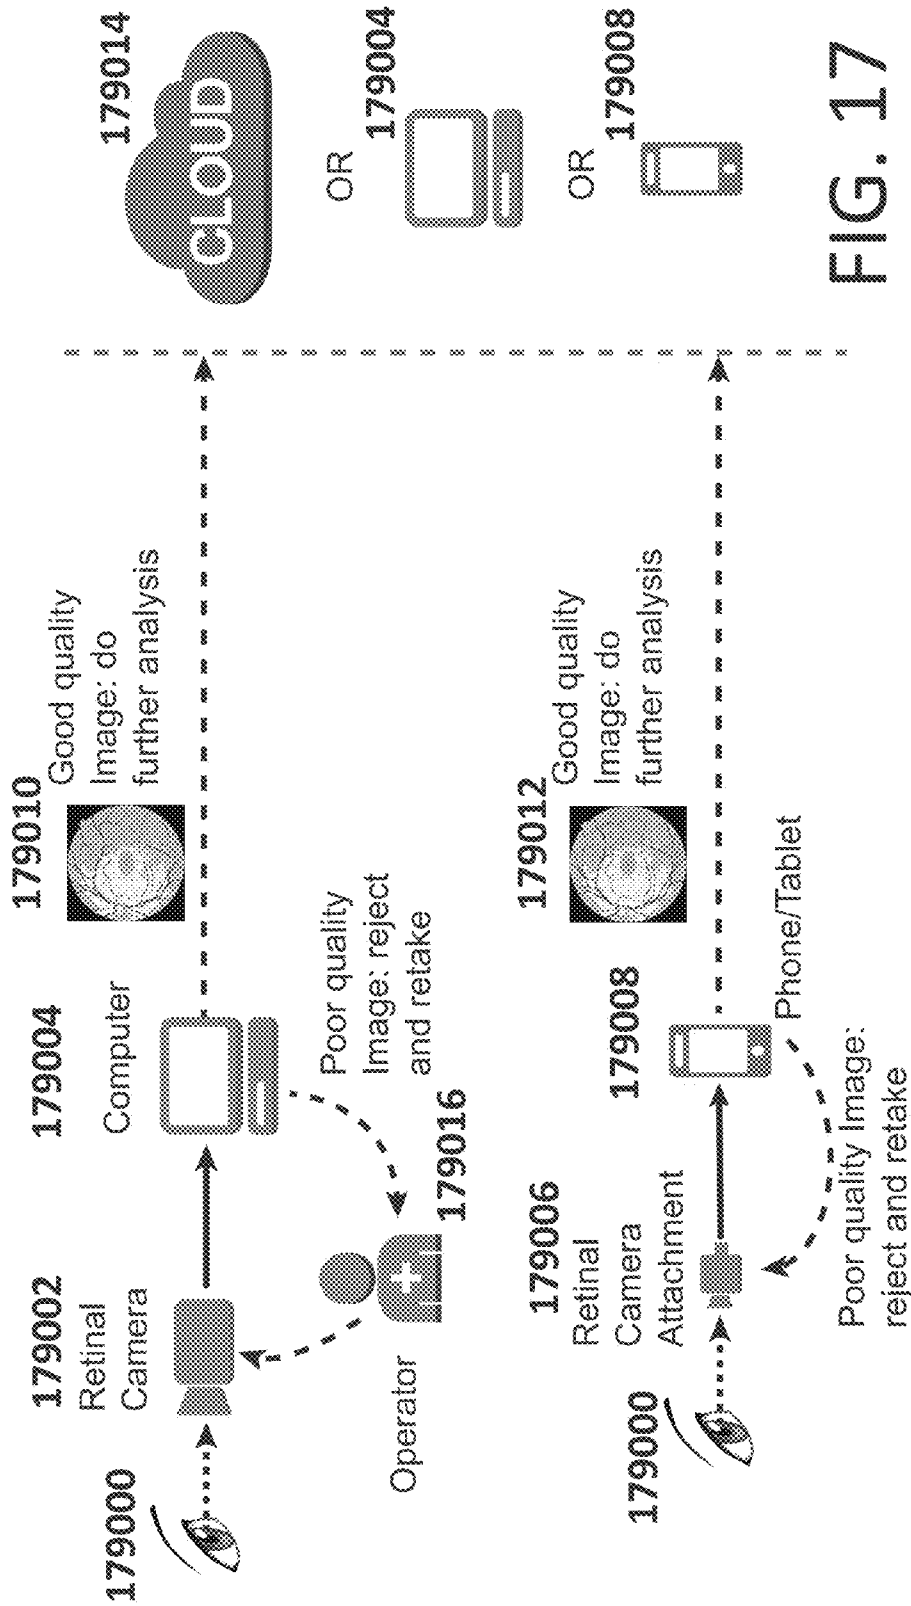 179000
179002
Retinal
Camera
179004
Computer
179010
Good quality
Image: do
further analysis
Operator
179016
Poor quality
Image: reject
and retake
179000
179006
Retinal
Camera
Attachment
179008
Phone/Tablet
179012
Good quality
Image: do
further analysis
Poor quality Image:
reject and retake
179014
CLOUD
OR
179004
OR
179008
FIG. 17